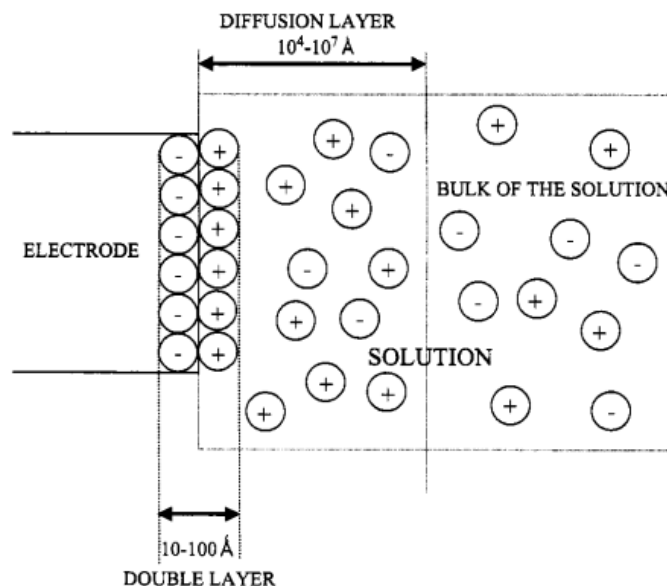 DIFFUSION LAYER
10⁴-10⁷ Å
BULK OF THE SOLUTION
ELECTRODE
SOLUTION
10-100 Å
DOUBLE LAYER